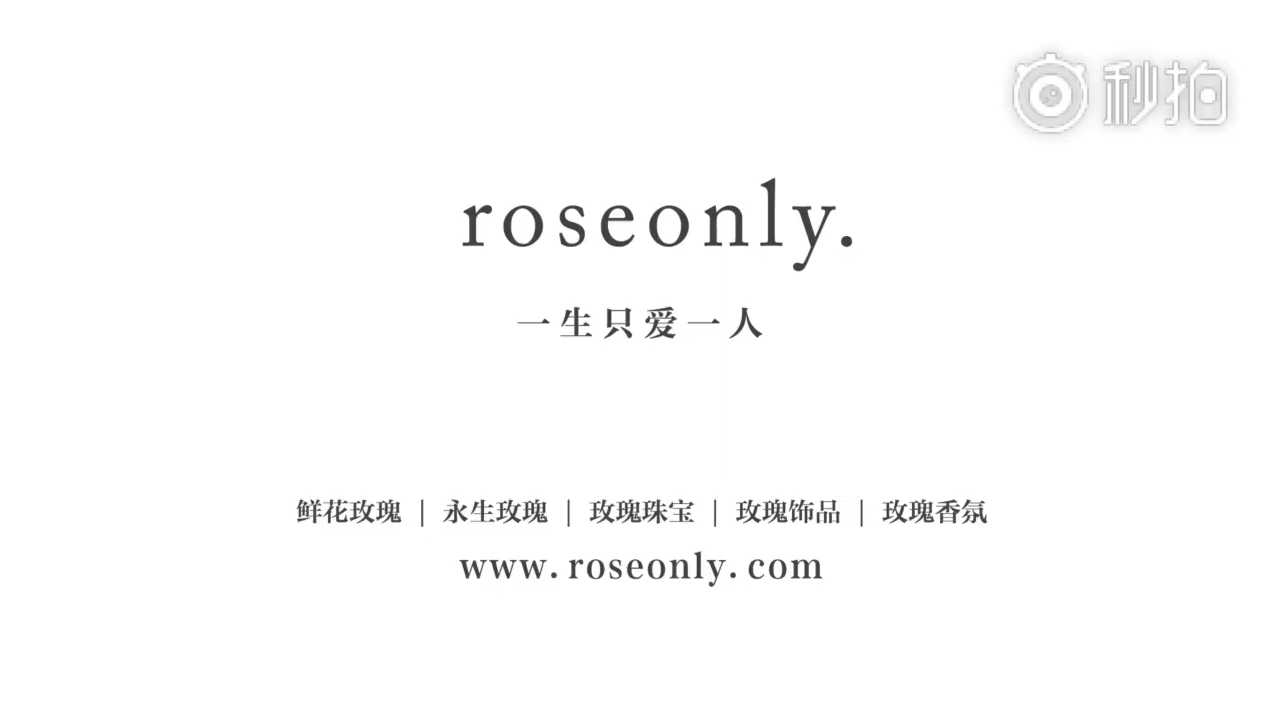 秒拍
roseonly.
一生只爱一人
鲜花玫瑰 | 永生玫瑰 | 玫瑰珠宝 | 玫瑰饰品 | 玫瑰香氛
www.roseonly.com